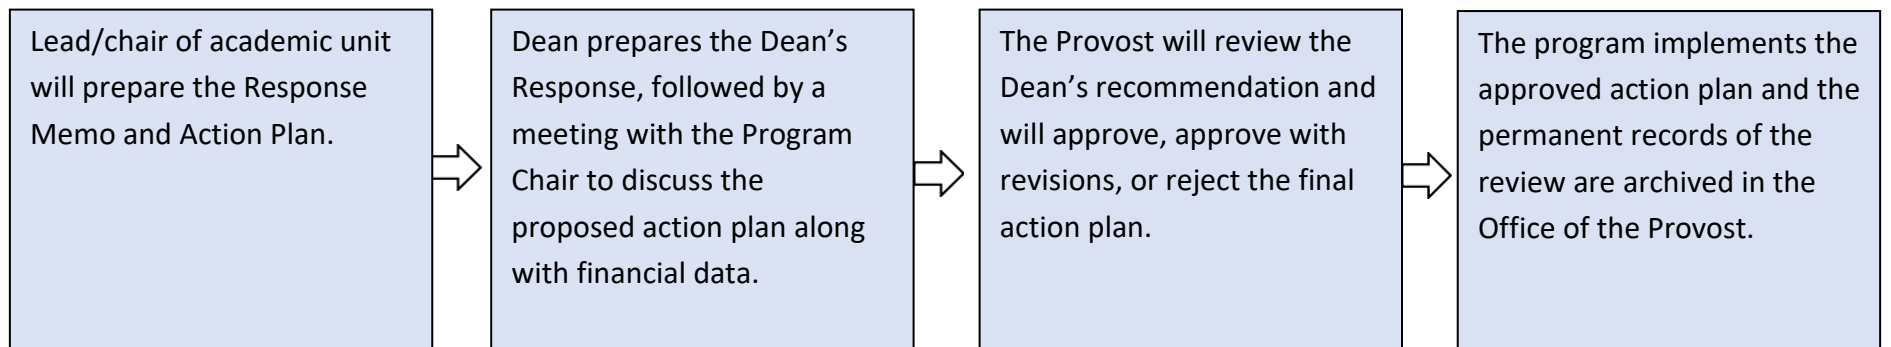 Lead/chair of academic unit
will prepare the Response
Memo and Action Plan.
Dean prepares the Dean’s
Response, followed by a
meeting with the Program
Chair to discuss the
proposed action plan along
with financial data.
The Provost will review the
Dean’s recommendation and
will approve, approve with
revisions, or reject the final
action plan.
The program implements the
approved action plan and the
permanent records of the
review are archived in the
Office of the Provost.